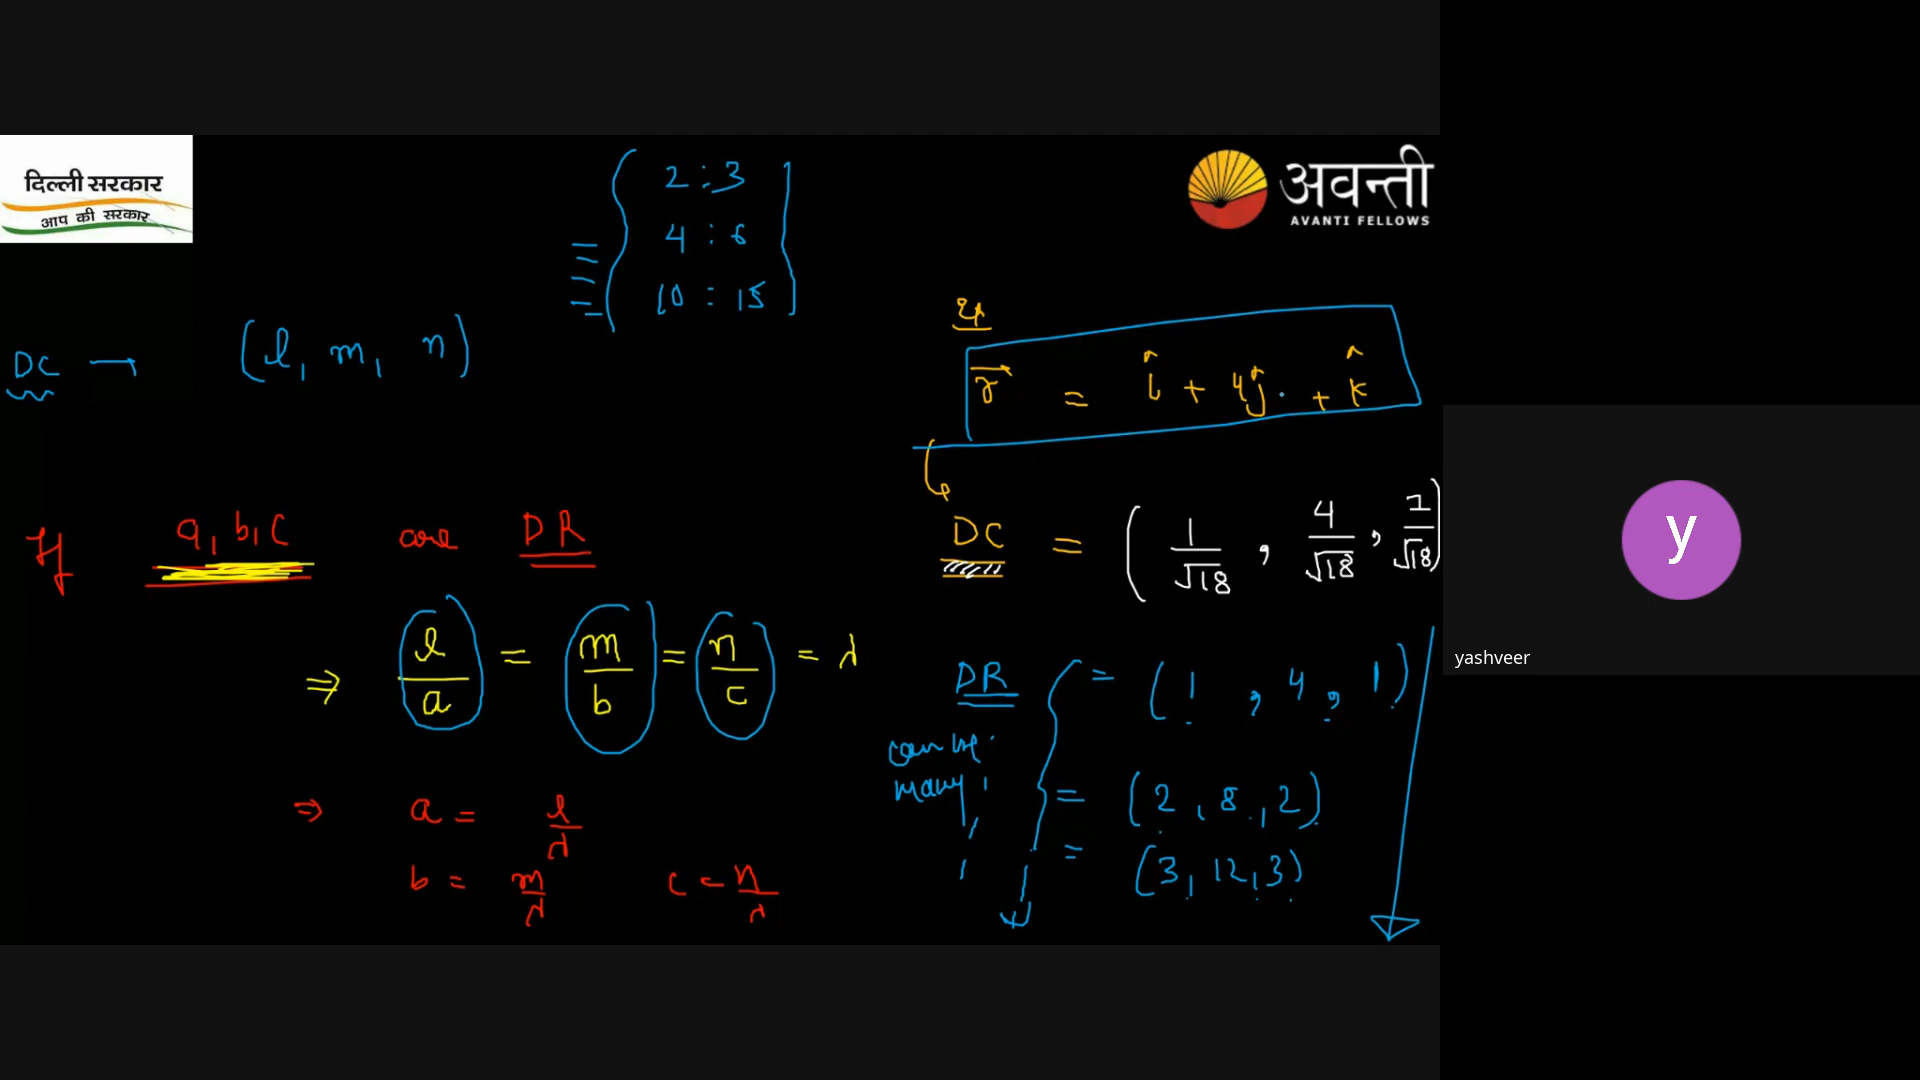 दिल्ली सरकार
आप की सरकार
अवन्ती
AVANTI FELLOWS
2 : 3
4 : 6
10 : 15
DC → (l, m, n)
If a, b, c are DR
⇒ l/a = m/b = n/c = λ
⇒ a = l/λ
b = m/λ c = n/λ
r⃗ = î + 4ĵ + k̂
DC = (1/√18, 4/√18, 1/√18)
DR = (1, 4, 1)
can be
many
= (2, 8, 2)
= (3, 12, 3)
y
yashveer